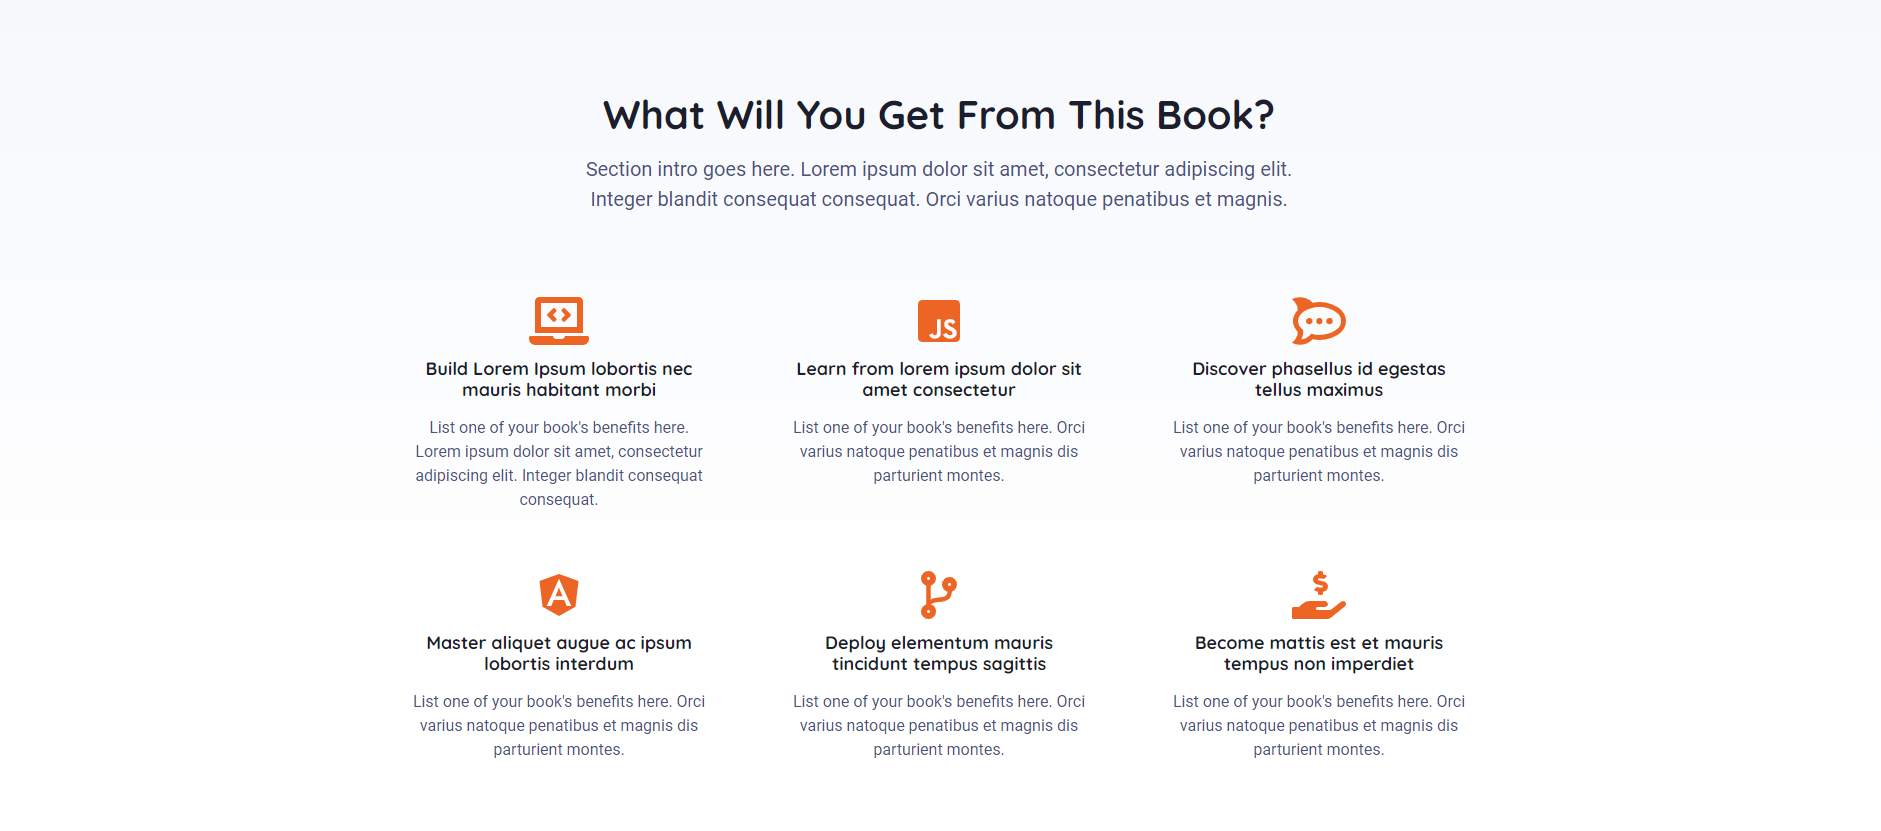 What Will You Get From This Book?
Section intro goes here. Lorem ipsum dolor sit amet, consectetur adipiscing elit.
Integer blandit consequat consequat. Orci varius natoque penatibus et magnis.
Build Lorem Ipsum lobortis nec
mauris habitant morbi
List one of your book's benefits here.
Lorem ipsum dolor sit amet, consectetur
adipiscing elit. Integer blandit consequat
consequat.
JS
Learn from lorem ipsum dolor sit
amet consectetur
List one of your book's benefits here. Orci
varius natoque penatibus et magnis dis
parturient montes.
Discover phasellus id egestas
tellus maximus
List one of your book's benefits here. Orci
varius natoque penatibus et magnis dis
parturient montes.
A
Master aliquet augue ac ipsum
lobortis interdum
List one of your book's benefits here. Orci
varius natoque penatibus et magnis dis
parturient montes.
Deploy elementum mauris
tincidunt tempus sagittis
List one of your book's benefits here. Orci
varius natoque penatibus et magnis dis
parturient montes.
$
Become mattis est et mauris
tempus non imperdiet
List one of your book's benefits here. Orci
varius natoque penatibus et magnis dis
parturient montes.